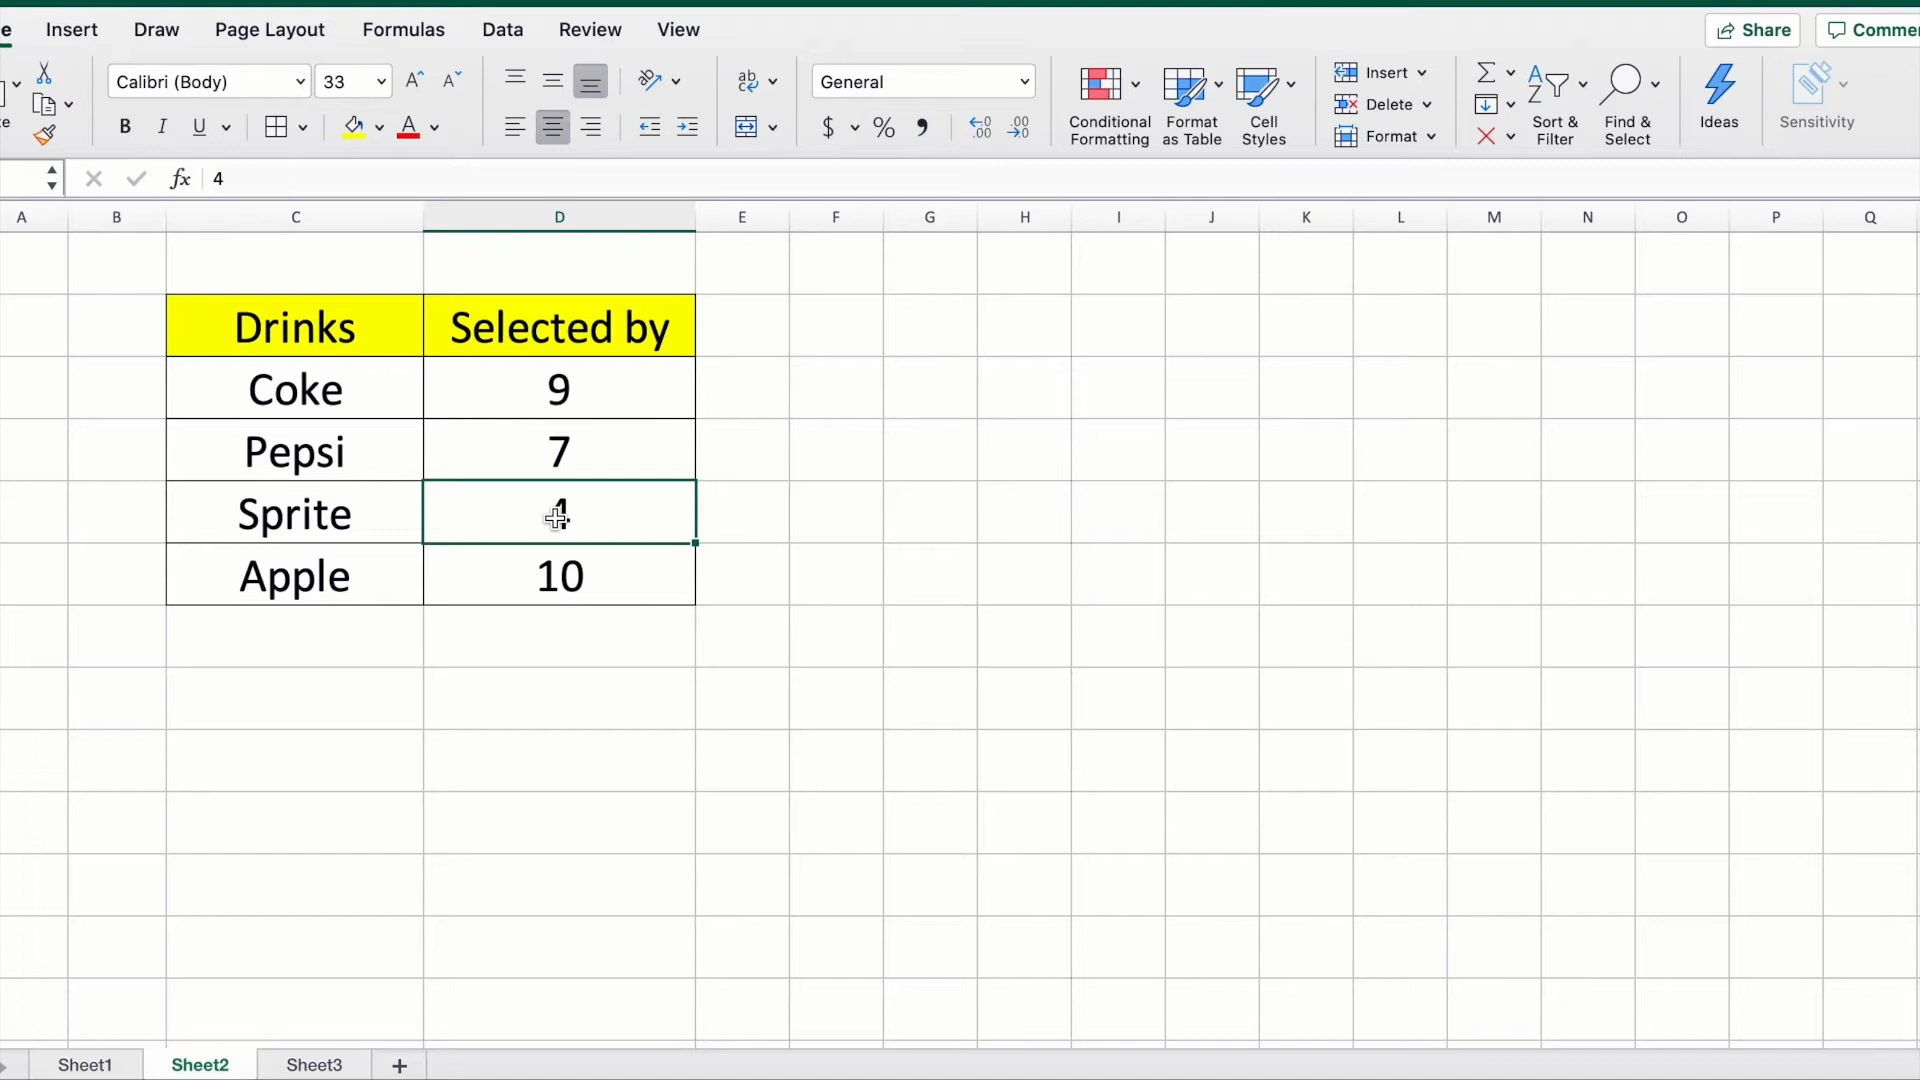 e Insert Draw Page Layout Formulas Data Review View Share
Calibri (Body) 33 General Insert
Delete
B I U $ % Conditional Formatting Format as Table Cell Styles Format Sort & Filter Find & Select Ideas Sensitivity
fx 4
A B C D E F G H I J K L M N O P Q
Drinks Selected by
Coke 9
Pepsi 7
Sprite 4
Apple 10
Sheet1 Sheet2 Sheet3 +